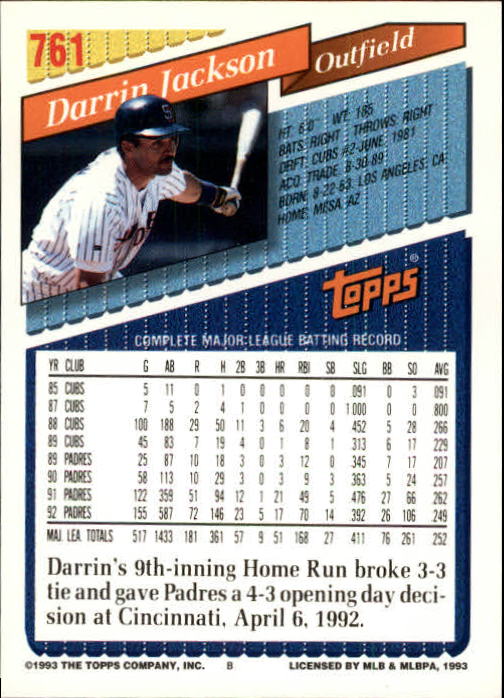 761
Darrin Jackson
Outfield
HT: 6'0" WT: 185
BATS: RIGHT THROWS: RIGHT
DRFT: CUBS #2-JUNE, 1981
ACQ: TRADE, 8-30-89
BORN: 8-22-63, LOS ANGELES, CA
HOME: MESA, AZ
TOPPS®
COMPLETE MAJOR LEAGUE BATTING RECORD
YR CLUB G AB R H 2B 3B HR RBI SB SLG BB SO AVG
85 CUBS 5 11 0 1 0 0 0 0 0 .091 0 3 .091
87 CUBS 7 5 2 4 1 0 0 0 0 1.000 0 0 .800
88 CUBS 100 188 29 50 11 3 6 20 4 .452 5 28 .266
89 CUBS 45 83 7 19 4 0 1 8 1 .313 6 17 .229
89 PADRES 25 87 10 18 3 0 3 12 0 .345 7 17 .207
90 PADRES 58 113 10 29 3 0 3 9 3 .363 5 24 .257
91 PADRES 122 359 51 94 12 1 21 49 5 .476 27 66 .262
92 PADRES 155 587 72 146 23 5 17 70 14 .392 26 106 .249
MAJ. LEA. TOTALS 517 1433 181 361 57 9 51 168 27 .411 76 261 .252
Darrin's 9th-inning Home Run broke 3-3
tie and gave Padres a 4-3 opening day deci-
sion at Cincinnati, April 6, 1992.
©1993 THE TOPPS COMPANY, INC. B LICENSED BY MLB & MLBPA, 1993